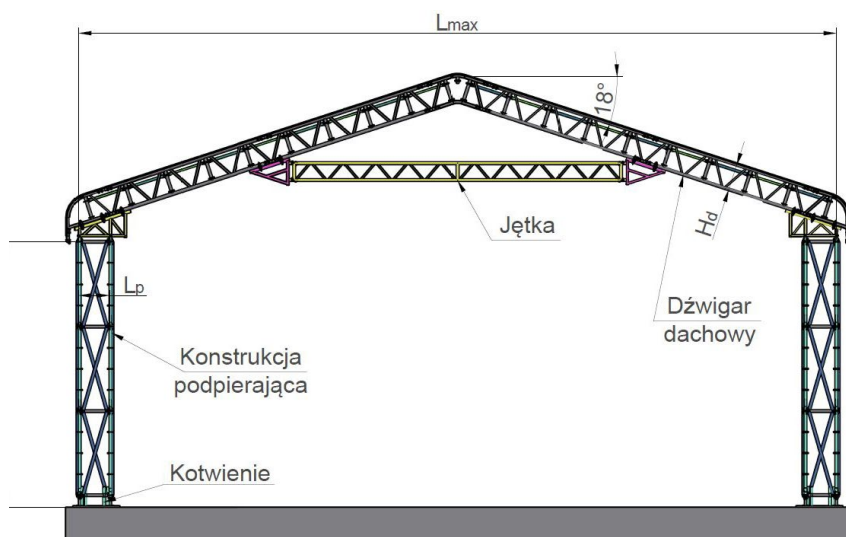 Lmax
18°
Jętka
Hd
Lp
Dźwigar
dachowy
Konstrukcja
podpierająca
Kotwienie